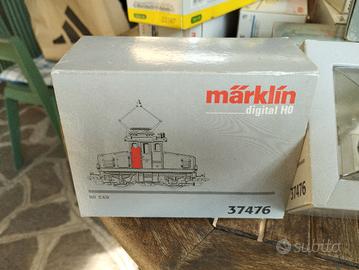 märklin
digital H0
37476
37476
subito